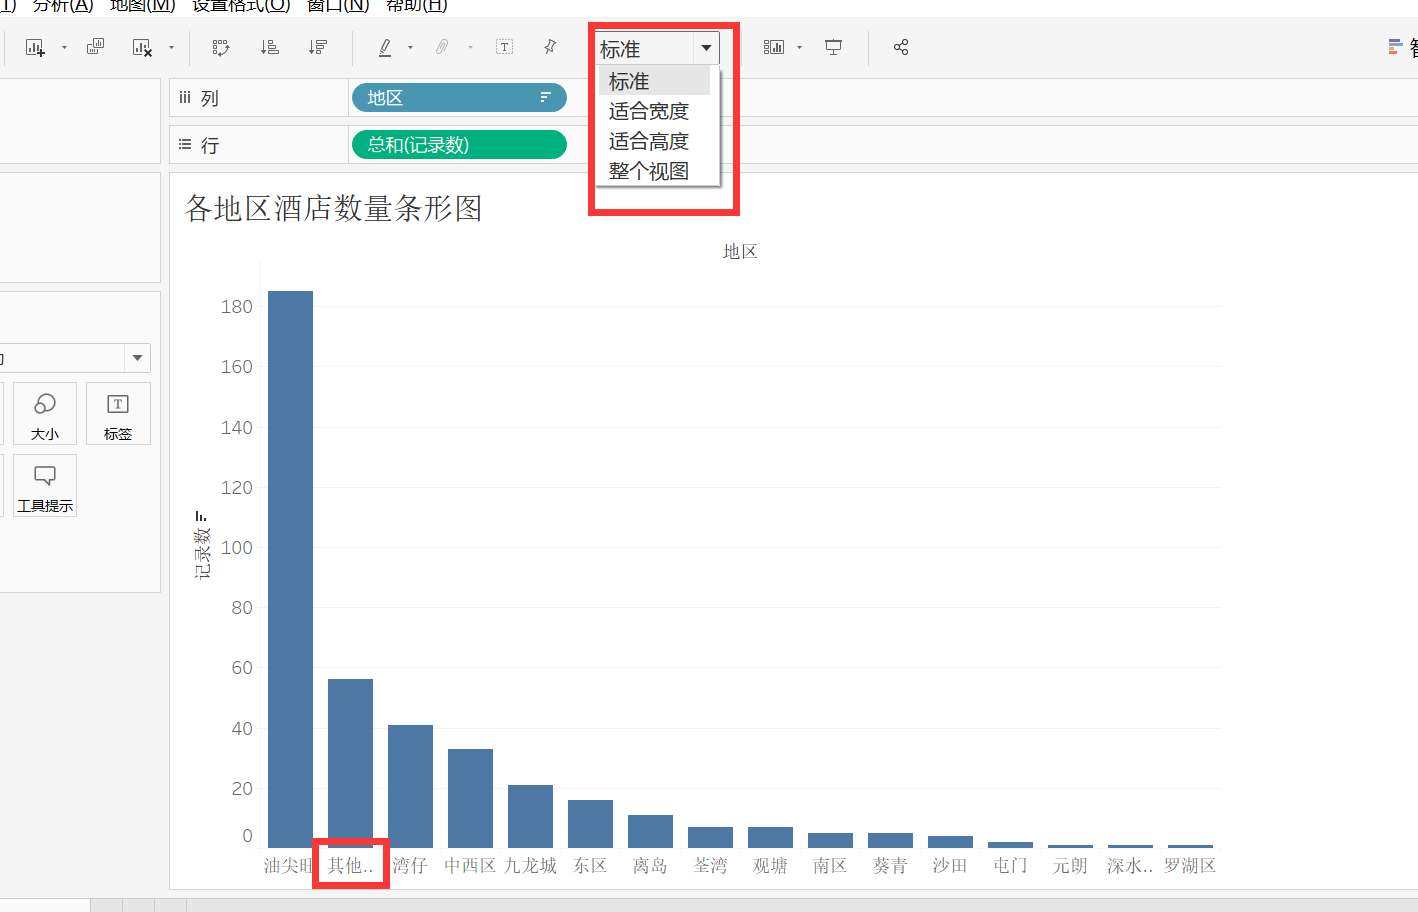 T) 分析(A) 地图(M) 设置格式(O) 窗口(N) 帮助(H)
标准
标准
适合宽度
适合高度
整个视图
列 地区
行 总和(记录数)
各地区酒店数量条形图
地区
180
160
140
120
100
80
60
40
20
0
记录数
油尖旺 其他.. 湾仔 中西区 九龙城 东区 离岛 荃湾 观塘 南区 葵青 沙田 屯门 元朗 深水.. 罗湖区
大小
标签
T
T
工具提示